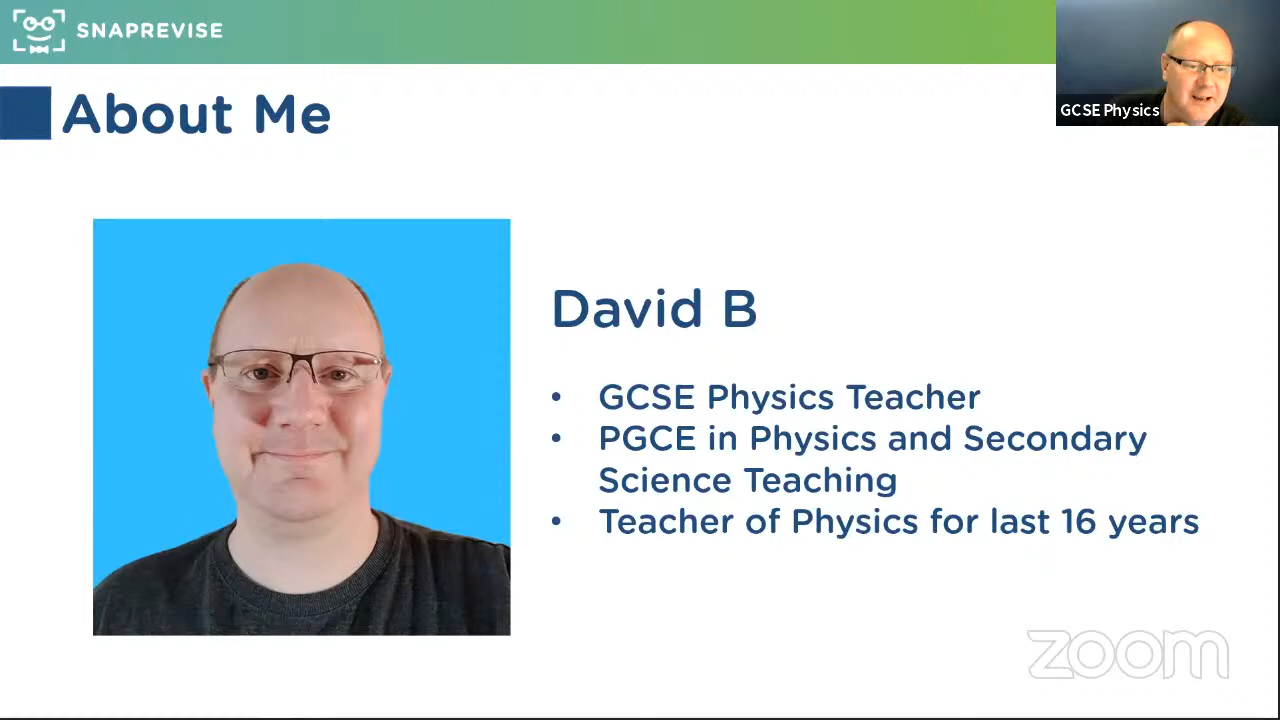 SNAPREVISE
About Me
GCSE Physics
David B
• GCSE Physics Teacher
• PGCE in Physics and Secondary
Science Teaching
• Teacher of Physics for last 16 years
zoom